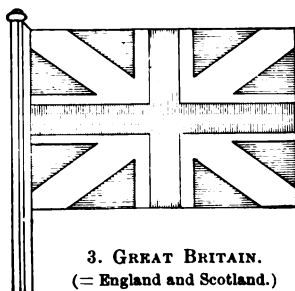 3. GREAT BRITAIN.
(= England and Scotland.)